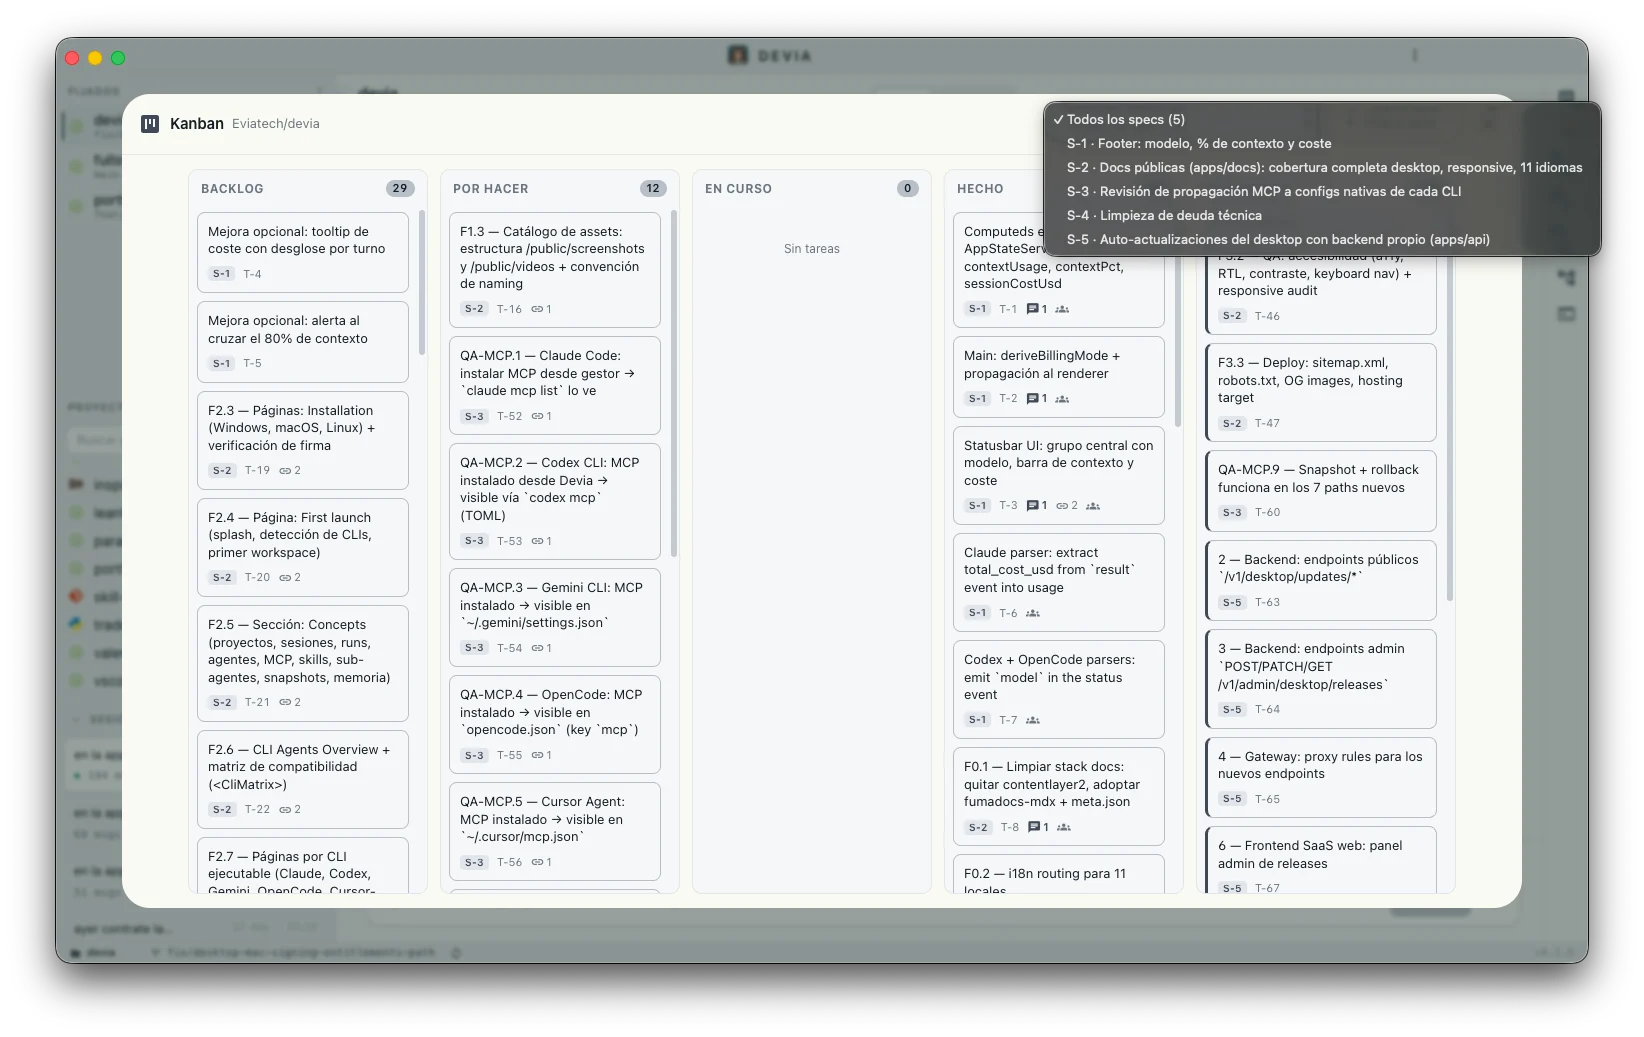 DEVIA
Kanban Eviatech/devia
✓ Todos los specs (5)
S-1 · Footer: modelo, % de contexto y coste
S-2 · Docs públicas (apps/docs): cobertura completa desktop, responsive, 11 idiomas
S-3 · Revisión de propagación MCP a configs nativas de cada CLI
S-4 · Limpieza de deuda técnica
S-5 · Auto-actualizaciones del desktop con backend propio (apps/api)
BACKLOG 29
Mejora opcional: tooltip de
coste con desglose por turno
S-1 T-4
Mejora opcional: alerta al
cruzar el 80% de contexto
S-1 T-5
F2.3 — Páginas: Installation
(Windows, macOS, Linux) +
verificación de firma
S-2 T-19 2
F2.4 — Página: First launch
(splash, detección de CLIs,
primer workspace)
S-2 T-20 2
F2.5 — Sección: Concepts
(proyectos, sesiones, runs,
agentes, MCP, skills, sub-
agentes, snapshots, memoria)
S-2 T-21 2
F2.6 — CLI Agents Overview +
matriz de compatibilidad
(<CliMatrix>)
S-2 T-22 2
F2.7 — Páginas por CLI
ejecutable (Claude, Codex,
Gemini, OpenCode, Cursor-
POR HACER 12
F1.3 — Catálogo de assets:
estructura /public/screenshots
y /public/videos + convención
de naming
S-2 T-16 1
QA-MCP.1 — Claude Code:
instalar MCP desde gestor →
`claude mcp list` lo ve
S-3 T-52 1
QA-MCP.2 — Codex CLI: MCP
instalado desde Devia →
visible vía `codex mcp`
(TOML)
S-3 T-53 1
QA-MCP.3 — Gemini CLI: MCP
instalado → visible en
`~/.gemini/settings.json`
S-3 T-54 1
QA-MCP.4 — OpenCode: MCP
instalado → visible en
`opencode.json` (key `mcp`)
S-3 T-55 1
QA-MCP.5 — Cursor Agent:
MCP instalado → visible en
`~/.cursor/mcp.json`
S-3 T-56 1
EN CURSO 0
Sin tareas
HECHO
Computeds e
AppStateServ
contextUsage, contextPct,
sessionCostUsd
S-1 T-1 1
Main: deriveBillingMode +
propagación al renderer
S-1 T-2 1
Statusbar UI: grupo central con
modelo, barra de contexto y
coste
S-1 T-3 1 2
Claude parser: extract
total_cost_usd from `result`
event into usage
S-1 T-6
Codex + OpenCode parsers:
emit `model` in the status
event
S-1 T-7
F0.1 — Limpiar stack docs:
quitar contentlayer2, adoptar
fumadocs-mdx + meta.json
S-2 T-8 1
F0.2 — i18n routing para 11
locales
F3.2 — QA: accesibilidad (a11y,
RTL, contraste, keyboard nav) +
responsive audit
S-2 T-46
F3.3 — Deploy: sitemap.xml,
robots.txt, OG images, hosting
target
S-2 T-47
QA-MCP.9 — Snapshot + rollback
funciona en los 7 paths nuevos
S-3 T-60
2 — Backend: endpoints públicos
`/v1/desktop/updates/*`
S-5 T-63
3 — Backend: endpoints admin
`POST/PATCH/GET
/v1/admin/desktop/releases`
S-5 T-64
4 — Gateway: proxy rules para los
nuevos endpoints
S-5 T-65
6 — Frontend SaaS web: panel
admin de releases
S-5 T-67